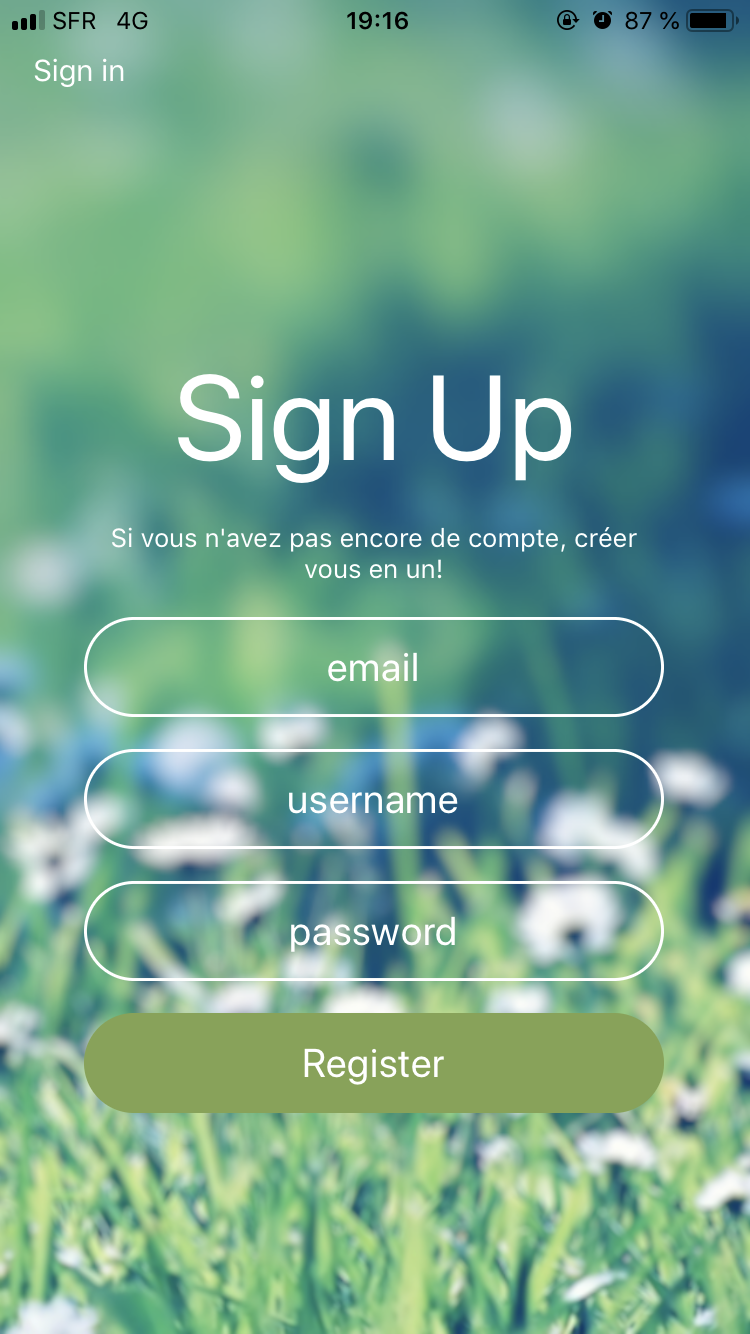 SFR 4G 19:16 87 %
Sign in
Sign Up
Si vous n'avez pas encore de compte, créer
vous en un!
email
username
password
Register